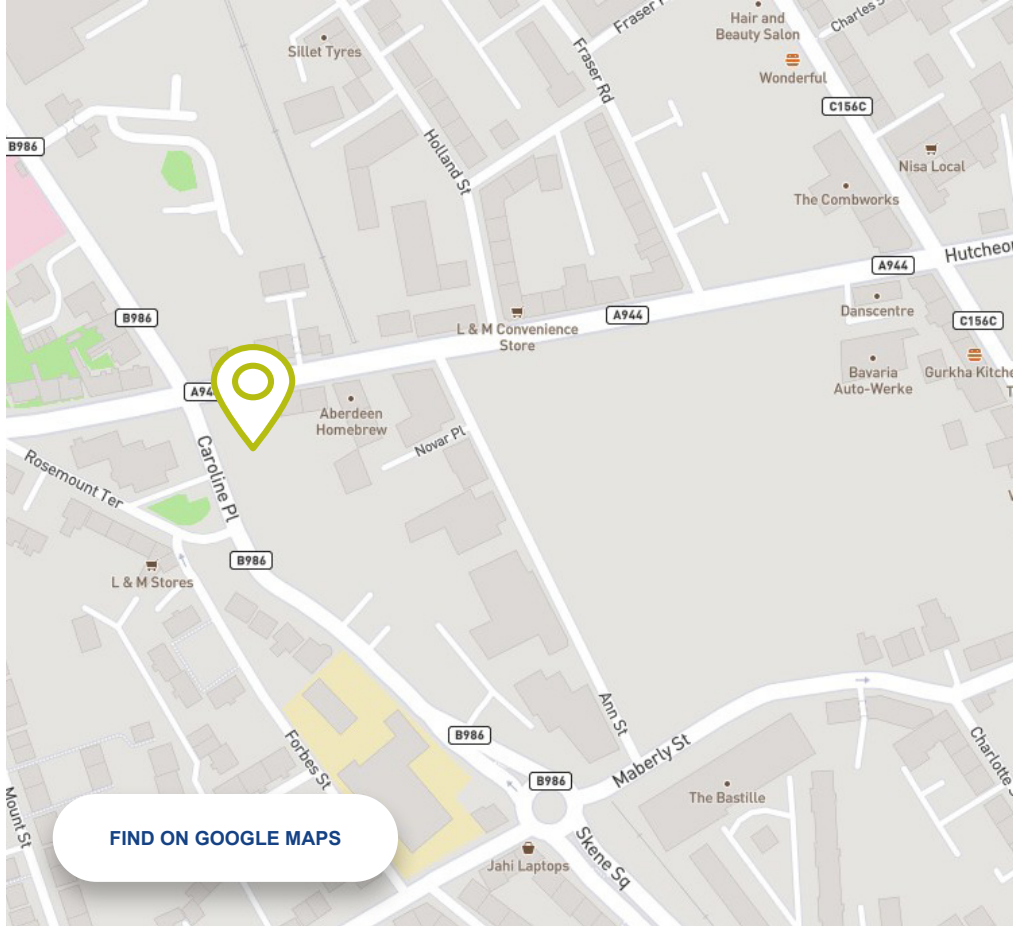 Fraser
Charles S
Hair and
Beauty Salon
Sillet Tyres
Fraser Rd
Wonderful
C156C
B986
Holland St
Nisa Local
The Combworks
Hutcheo
A944
Danscentre
B986
L & M Convenience
Store
A944
C156C
Bavaria
Auto-Werke
Gurkha Kitche
A94
Aberdeen
Homebrew
Novar Pl
Caroline Pl
Rosemount Ter
B986
L & M Stores
Ann St
Forbes St
B986
Maberly St
Charlotte S
B986
The Bastille
Mount St
FIND ON GOOGLE MAPS
Skene Sq
Jahi Laptops